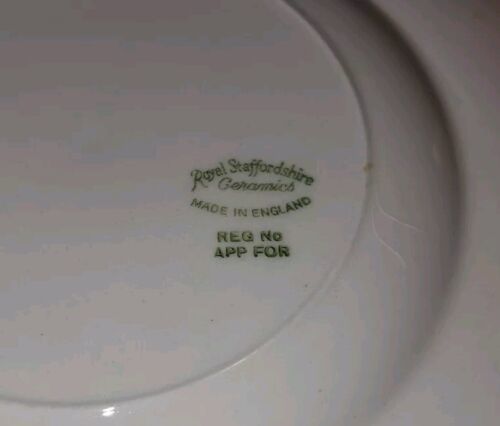 Royal Staffordshire
Ceramics
MADE IN ENGLAND
REG No
APP FOR